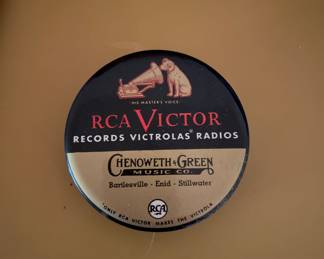 "HIS MASTER'S VOICE"
RCA VICTOR
RECORDS VICTROLAS® RADIOS
CHENOWETH & GREEN
MUSIC CO.
Bartlesville - Enid - Stillwater
RCA
"ONLY RCA VICTOR MAKES THE VICTROLA"